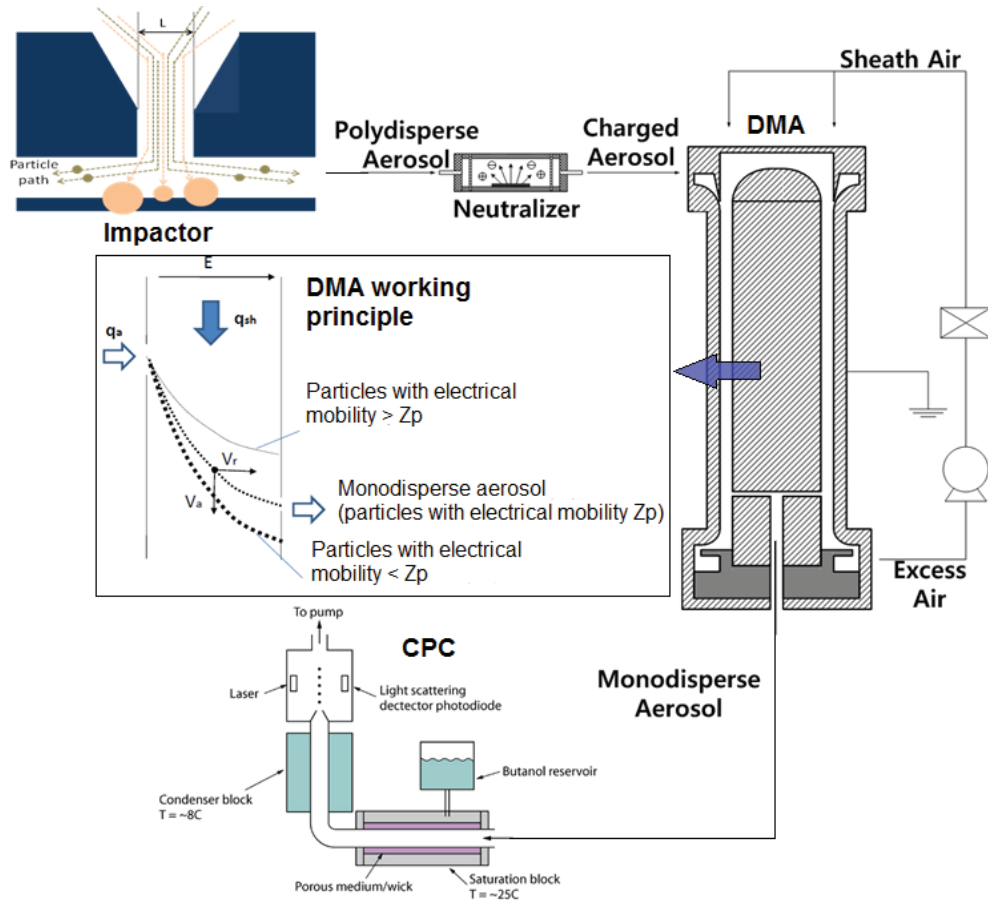 L
Particle
path
Impactor
Polydisperse
Aerosol
Neutralizer
Charged
Aerosol
Sheath Air
DMA
E
DMA working
principle
qa
qsh
Particles with electrical
mobility > Zp
Vr
Va
Monodisperse aerosol
(particles with electrical mobility Zp)
Particles with electrical
mobility < Zp
Excess
Air
To pump
CPC
Laser
Light scattering
dectector photodiode
Monodisperse
Aerosol
Butanol reservoir
Condenser block
T = ~8C
Porous medium/wick
Saturation block
T = ~25C